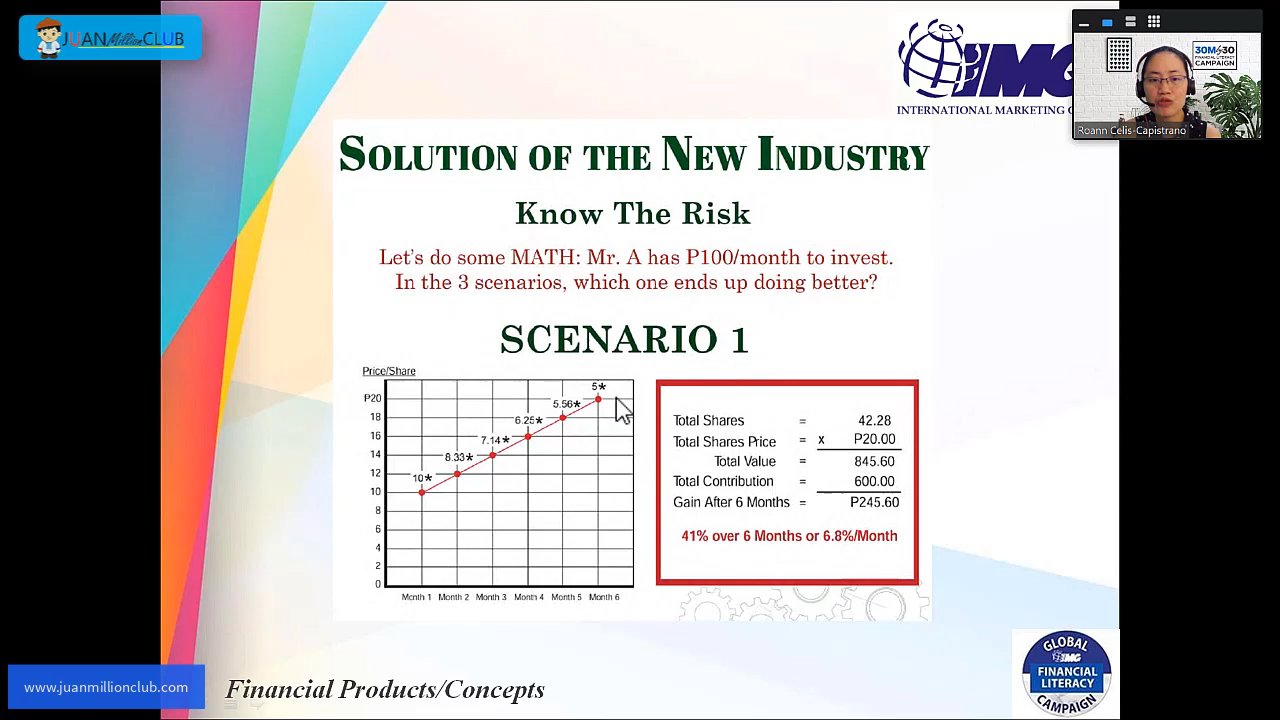 JUAN Million CLUB
IMG
INTERNATIONAL MARKETING
30M 30
FINANCIAL LITERACY
CAMPAIGN
Roann Celis-Capistrano
SOLUTION OF THE NEW INDUSTRY
Know The Risk
Let's do some MATH: Mr. A has P100/month to invest.
In the 3 scenarios, which one ends up doing better?
SCENARIO 1
Price/Share
P20
18
16
14
12
10
8
6
4
2
0
10*
8.33*
7.14*
6.25*
5.56*
5*
Month 1 Month 2 Month 3 Month 4 Month 5 Month 6
Total Shares = 42.28
Total Shares Price = x P20.00
Total Value = 845.60
Total Contribution = 600.00
Gain After 6 Months = P245.60
41% over 6 Months or 6.8%/Month
www.juanmillionclub.com
Financial Products/Concepts
GLOBAL
IMG
FINANCIAL
LITERACY
CAMPAIGN